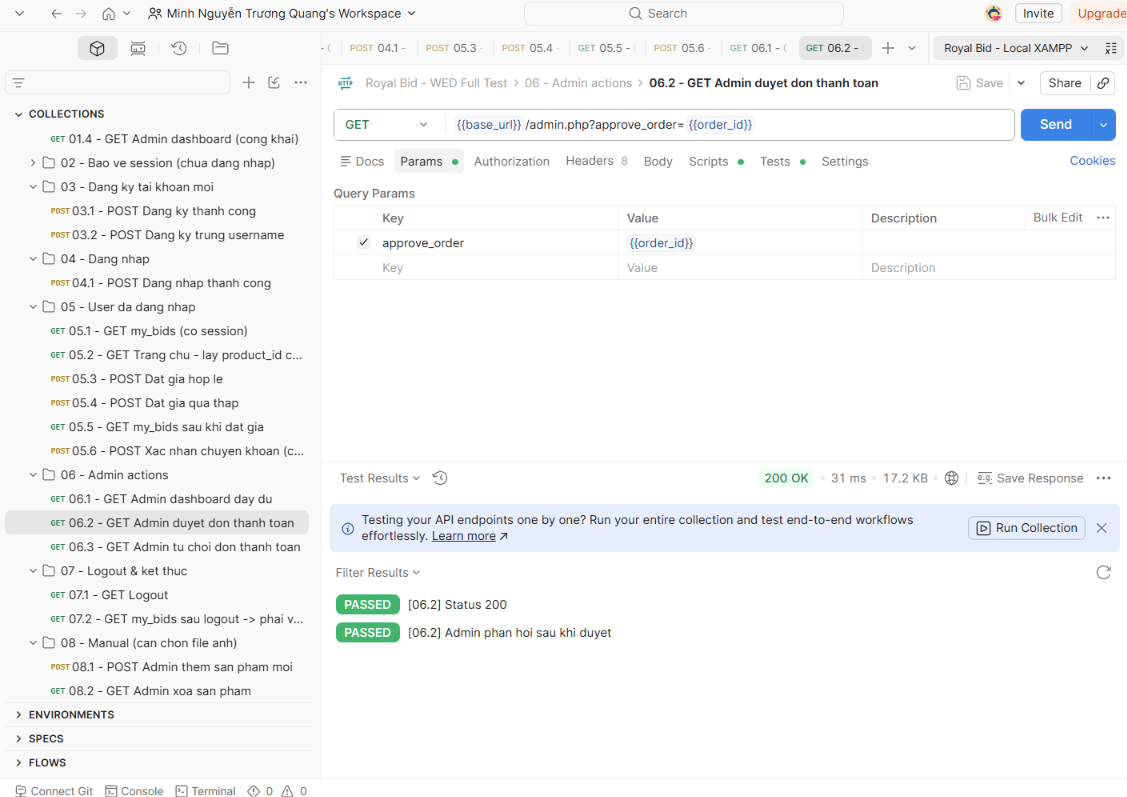 Minh Nguyễn Trương Quang's Workspace
Search
Invite
Upgrade
POST 04.1 -
POST 05.3 -
POST 05.4 -
GET 05.5 -
POST 05.6 -
GET 06.1 - (
GET 06.2 -
Royal Bid - Local XAMPP
Royal Bid - WED Full Test > 06 - Admin actions > 06.2 - GET Admin duyet don thanh toan
Save
Share
COLLECTIONS
GET 01.4 - GET Admin dashboard (cong khai)
02 - Bao ve session (chua dang nhap)
03 - Dang ky tai khoan moi
POST 03.1 - POST Dang ky thanh cong
POST 03.2 - POST Dang ky trung username
04 - Dang nhap
POST 04.1 - POST Dang nhap thanh cong
05 - User da dang nhap
GET 05.1 - GET my_bids (co session)
GET 05.2 - GET Trang chu - lay product_id c...
POST 05.3 - POST Dat gia hop le
POST 05.4 - POST Dat gia qua thap
GET 05.5 - GET my_bids sau khi dat gia
POST 05.6 - POST Xac nhan chuyen khoan (c...
06 - Admin actions
GET 06.1 - GET Admin dashboard day du
GET 06.2 - GET Admin duyet don thanh toan
GET 06.3 - GET Admin tu choi don thanh toan
07 - Logout & ket thuc
GET 07.1 - GET Logout
GET 07.2 - GET my_bids sau logout -> phai v...
08 - Manual (can chon file anh)
POST 08.1 - POST Admin them san pham moi
GET 08.2 - GET Admin xoa san pham
ENVIRONMENTS
SPECS
FLOWS
GET
{{base_url}} /admin.php?approve_order= {{order_id}}
Send
Docs
Params
Authorization
Headers 8
Body
Scripts
Tests
Settings
Cookies
Query Params
Key Value Description Bulk Edit
approve_order {{order_id}}
Key Value Description
Test Results
200 OK • 31 ms • 17.2 KB
e.g. Save Response
Testing your API endpoints one by one? Run your entire collection and test end-to-end workflows
effortlessly. Learn more ↗
Run Collection
Filter Results
PASSED [06.2] Status 200
PASSED [06.2] Admin phan hoi sau khi duyet
Connect Git
Console
Terminal
0
0